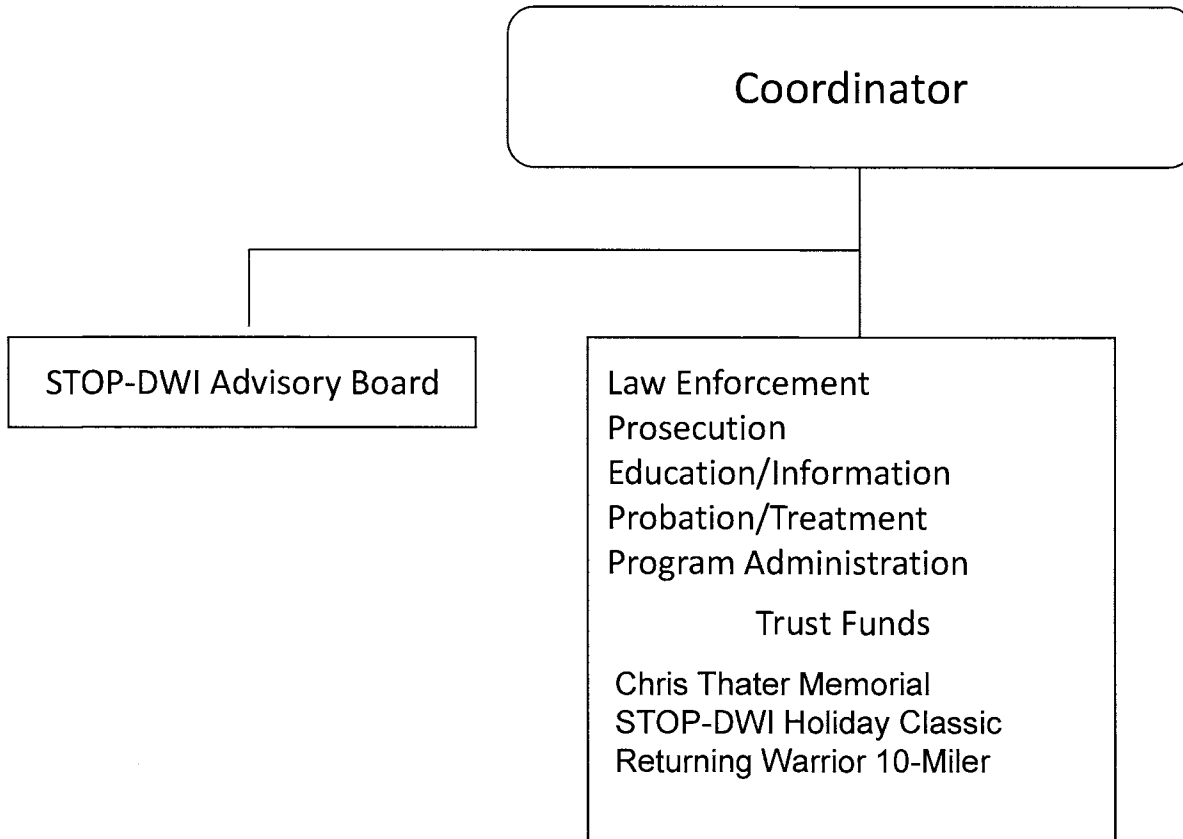 Coordinator
STOP-DWI Advisory Board
Law Enforcement
Prosecution
Education/Information
Probation/Treatment
Program Administration
Trust Funds
Chris Thater Memorial
STOP-DWI Holiday Classic
Returning Warrior 10-Miler